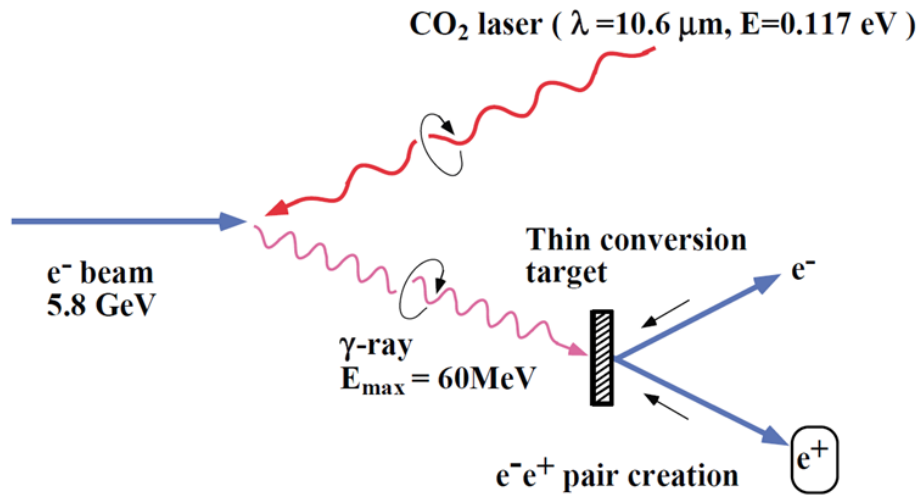 CO₂ laser ( λ =10.6 μm, E=0.117 eV )
e⁻ beam
5.8 GeV
Thin conversion
target
e⁻
γ-ray
Eₘₐₓ = 60MeV
e⁺
e⁻e⁺ pair creation